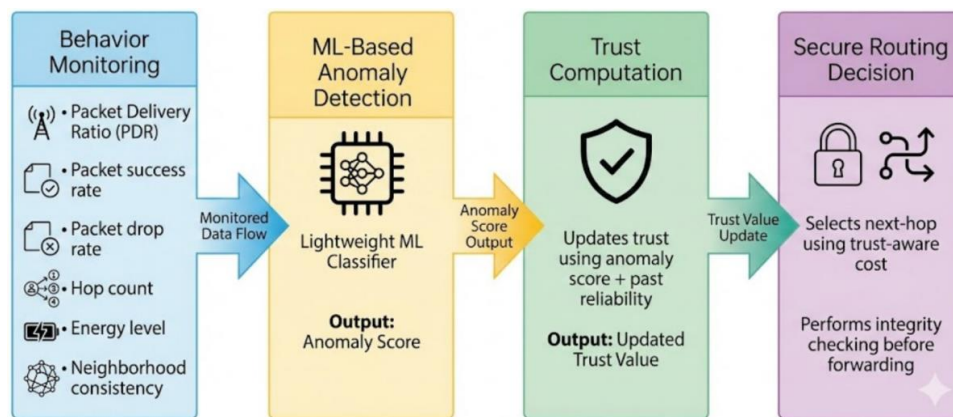 Behavior
Monitoring
• Packet Delivery
Ratio (PDR)
• Packet success
rate
• Packet drop
rate
• Hop count
• Energy level
• Neighborhood
consistency
Monitored
Data Flow
ML-Based
Anomaly
Detection
Lightweight ML
Classifier
Output:
Anomaly Score
Anomaly
Score
Output
Trust
Computation
Updates trust
using anomaly
score + past
reliability
Output: Updated
Trust Value
Trust Value
Update
Secure Routing
Decision
Selects next-hop
using trust-aware
cost
Performs integrity
checking before
forwarding